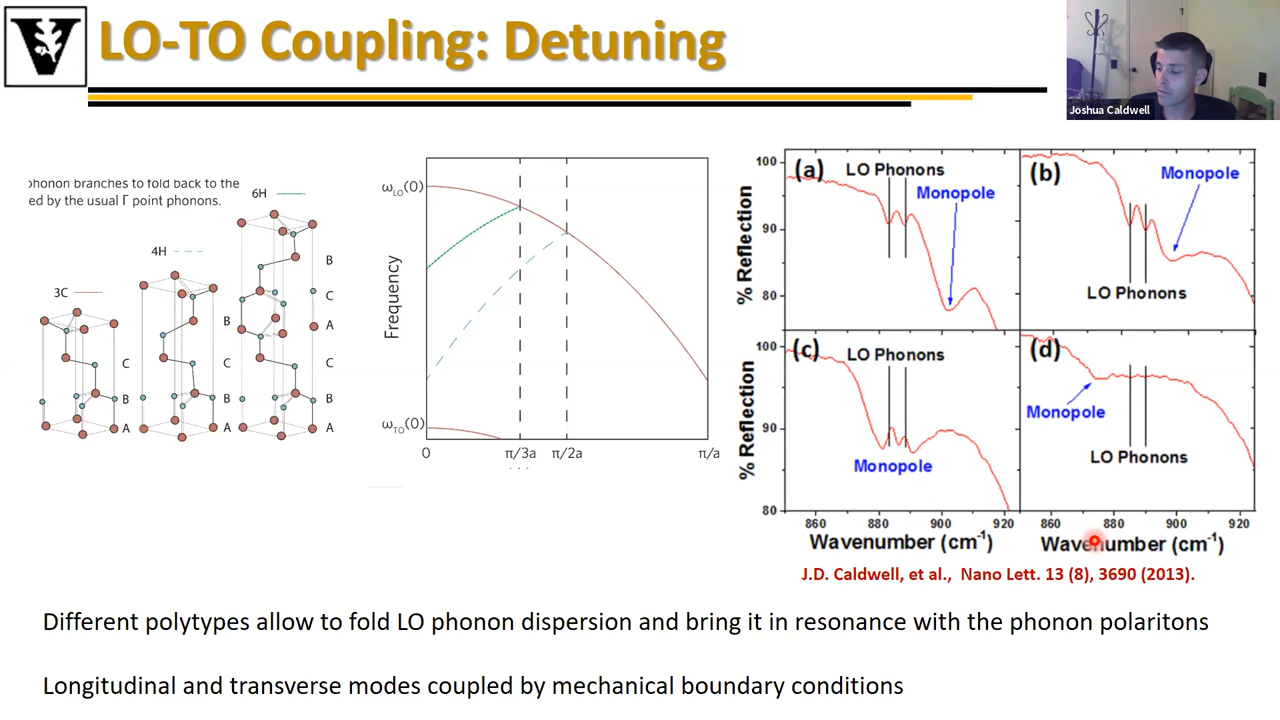 LO-TO Coupling: Detuning
Joshua Caldwell
phonon branches to fold back to the
ed by the usual Γ point phonons.
6H
4H
3C
B
C
A
B
C
B
A
B
C
B
A
C
B
A
ω_LO(0)
Frequency
ω_TO(0)
0
π/3a
π/2a
π/a
% Reflection
100
90
80
(a)
LO Phonons
Monopole
(b)
Monopole
LO Phonons
% Reflection
100
90
80
(c)
LO Phonons
Monopole
(d)
Monopole
LO Phonons
860 880 900 920
860 880 900 920
Wavenumber (cm⁻¹)
Wavenumber (cm⁻¹)
J.D. Caldwell, et al., Nano Lett. 13 (8), 3690 (2013).
Different polytypes allow to fold LO phonon dispersion and bring it in resonance with the phonon polaritons
Longitudinal and transverse modes coupled by mechanical boundary conditions